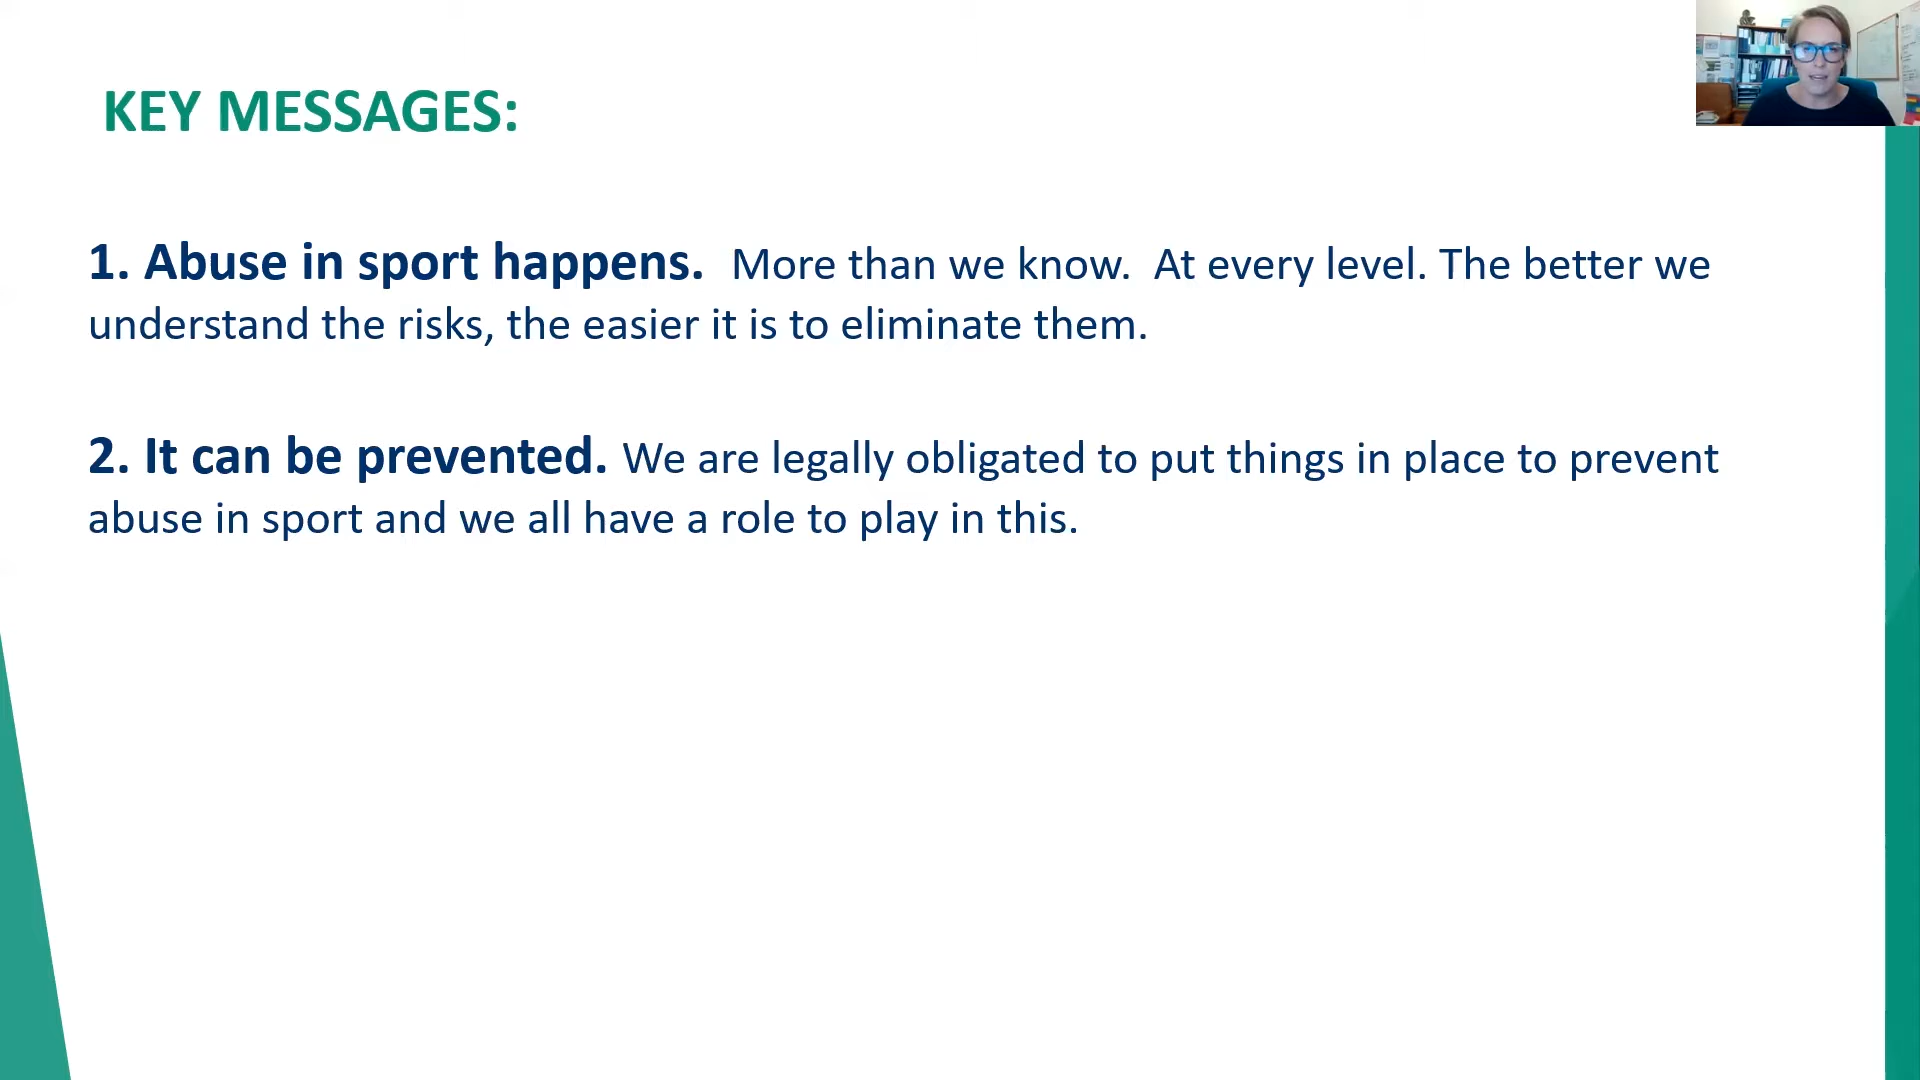 KEY MESSAGES:
1. Abuse in sport happens.  More than we know.  At every level. The better we
understand the risks, the easier it is to eliminate them.
2. It can be prevented. We are legally obligated to put things in place to prevent
abuse in sport and we all have a role to play in this.